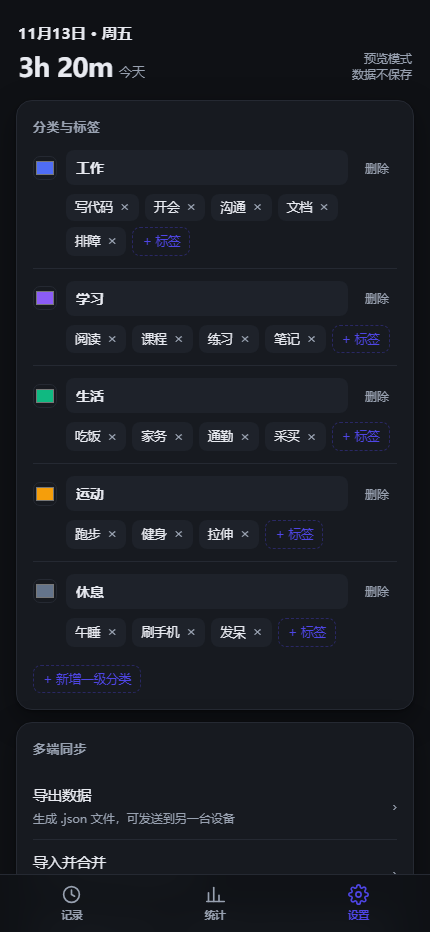 11月13日 • 周五
3h 20m 今天
预览模式
数据不保存
分类与标签
工作 删除
写代码 × 开会 × 沟通 × 文档 ×
排障 × + 标签
学习 删除
阅读 × 课程 × 练习 × 笔记 × + 标签
生活 删除
吃饭 × 家务 × 通勤 × 采买 × + 标签
运动 删除
跑步 × 健身 × 拉伸 × + 标签
休息 删除
午睡 × 刷手机 × 发呆 × + 标签
+ 新增一级分类
多端同步
导出数据
生成 .json 文件，可发送到另一台设备
导入并合并
记录 统计 设置